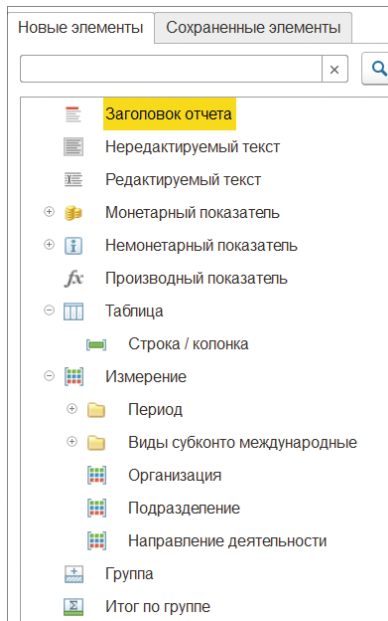 Новые элементы
Сохраненные элементы
Заголовок отчета
Нередактируемый текст
Редактируемый текст
Монетарный показатель
Немонетарный показатель
fx Производный показатель
Таблица
Строка / колонка
Измерение
Период
Виды субконто международные
Организация
Подразделение
Направление деятельности
Группа
Σ Итог по группе